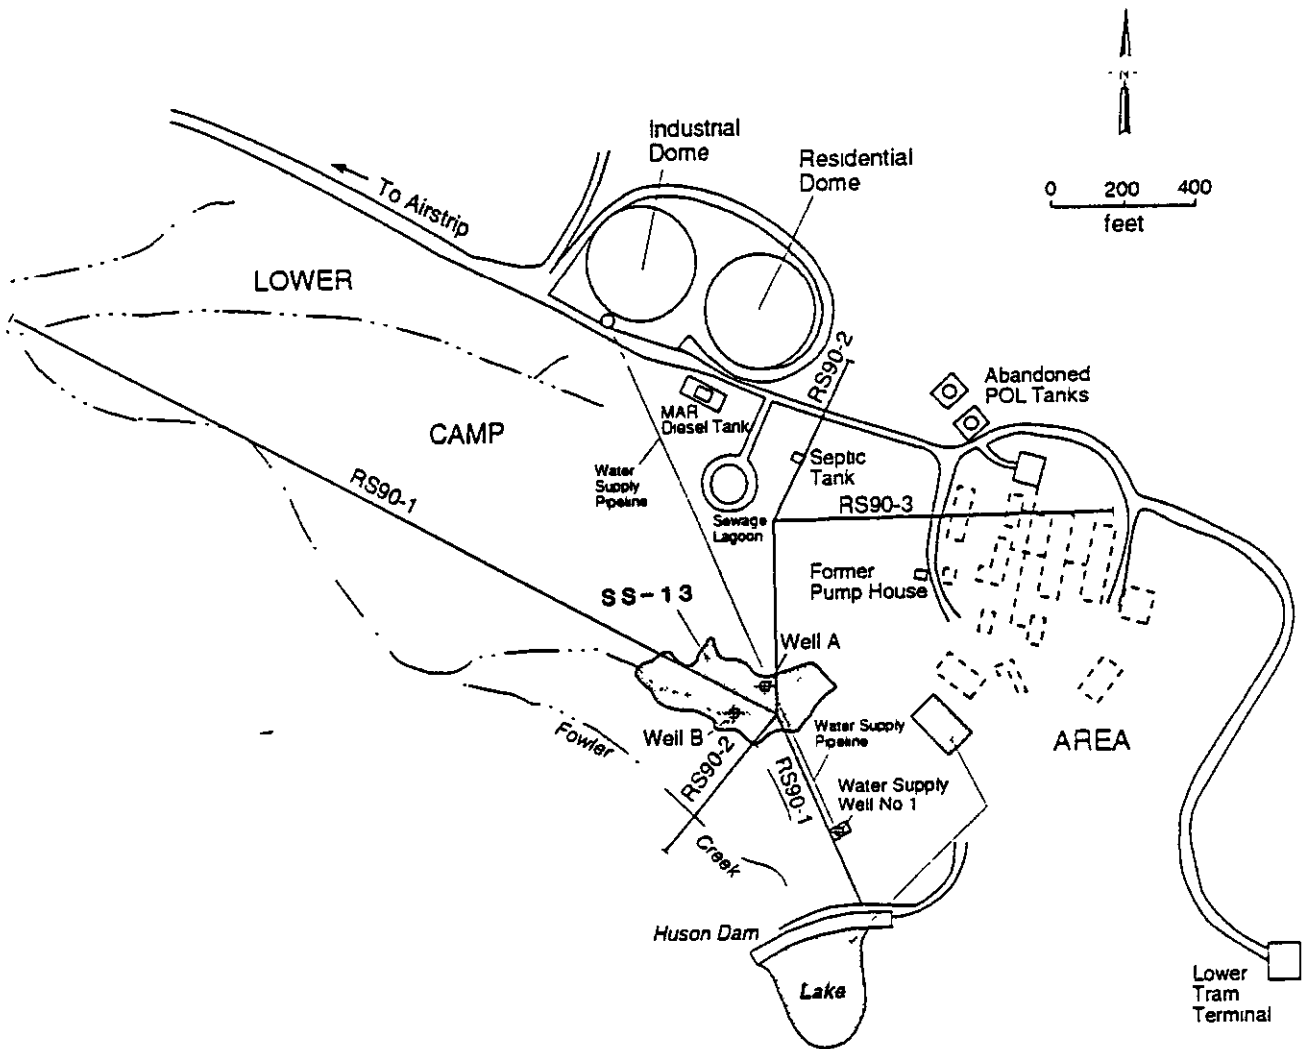 N
Industrial
Dome
Residential
Dome
0 200 400
feet
To Airstrip
LOWER
RS90-2
Abandoned
POL Tanks
MAR
Diesel Tank
CAMP
Septic
Tank
Water
Supply
Pipeline
RS90-1
RS90-3
Sewage
Lagoon
Former
Pump House
SS-13
Well A
Well B
Water Supply
Pipeline
Fowler
RS90-2
AREA
RS90-1
Water Supply
Well No 1
Creek
Huson Dam
Lake
Lower
Tram
Terminal